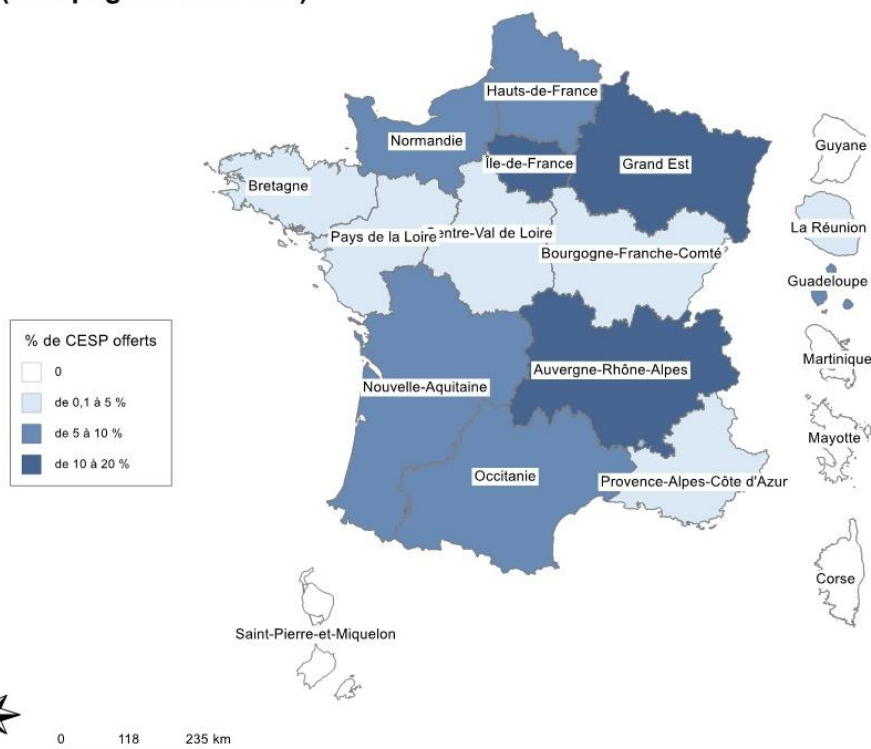 Hauts-de-France
Normandie
Île-de-France
Grand Est
Guyane
Bretagne
La Réunion
Pays de la Loire
entre-Val de Loire
Bourgogne-Franche-Comté
Guadeloupe
% de CESP offerts
0
de 0,1 à 5 %
de 5 à 10 %
de 10 à 20 %
Martinique
Auvergne-Rhône-Alpes
Nouvelle-Aquitaine
Mayotte
Occitanie
Provence-Alpes-Côte d'Azur
Corse
Saint-Pierre-et-Miquelon
0 118 235 km